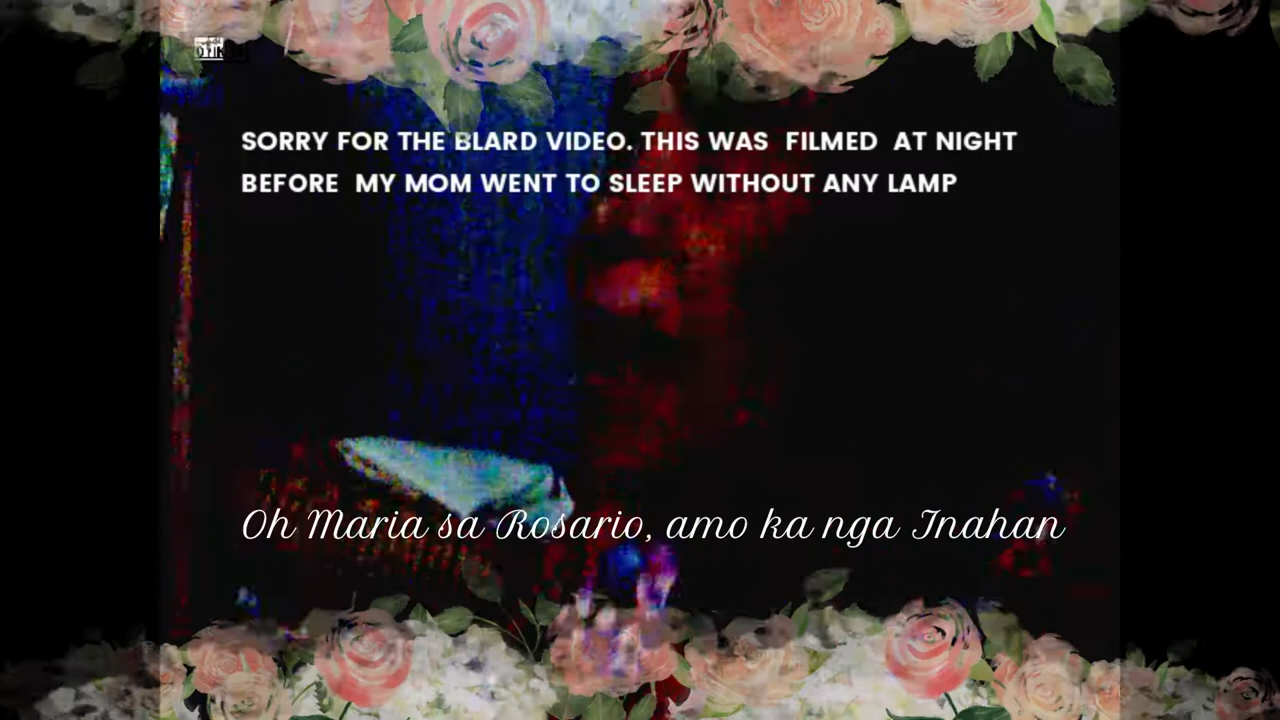 SORRY FOR THE BLARD VIDEO. THIS WAS FILMED AT NIGHT
BEFORE MY MOM WENT TO SLEEP WITHOUT ANY LAMP
Oh Maria sa Rosario, amo ka nga Inahan